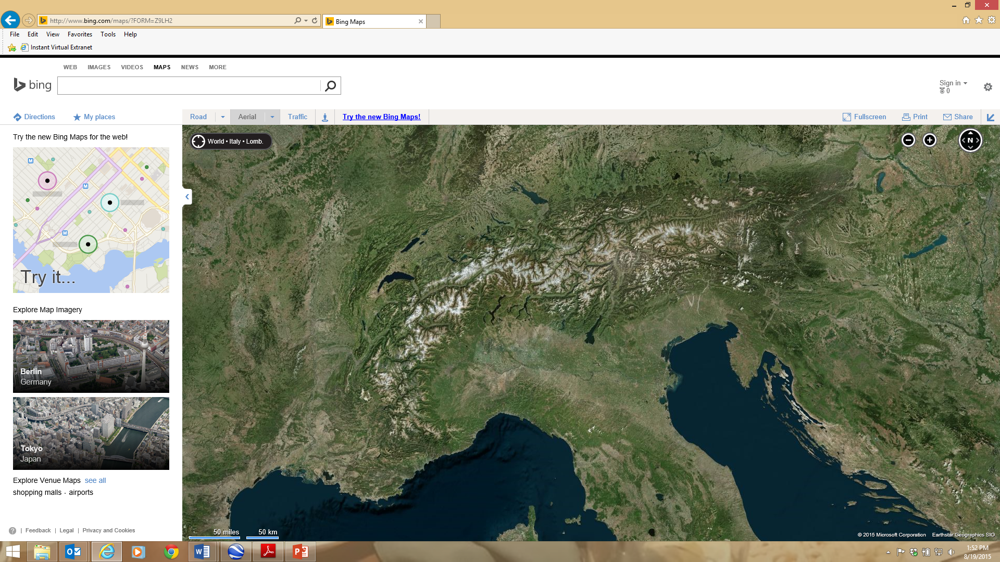 http://www.bing.com/maps/?FORM=Z9LH2
Bing Maps
File Edit View Favorites Tools Help
Instant Virtual Extranet
WEB IMAGES VIDEOS MAPS NEWS MORE
bing
Sign in
0
Directions My places
Road Aerial Traffic Try the new Bing Maps! Fullscreen Print Share
Try the new Bing Maps for the web!
World • Italy • Lomb.
N
M
M
M
Try it...
Explore Map Imagery
Berlin
Germany
Tokyo
Japan
Explore Venue Maps see all
shopping malls · airports
? | Feedback | Legal | Privacy and Cookies
50 miles 50 km
© 2015 Microsoft Corporation Earthstar Geographics SIO
1:52 PM
8/19/2015